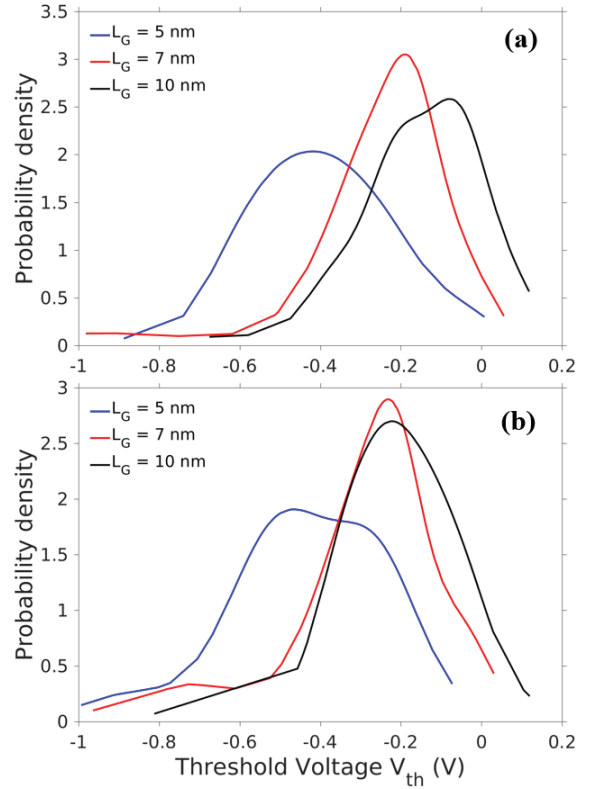 (a)
L_G = 5 nm
L_G = 7 nm
L_G = 10 nm
Probability density
3.5
3
2.5
2
1.5
1
0.5
0
-1 -0.8 -0.6 -0.4 -0.2 0 0.2
(b)
L_G = 5 nm
L_G = 7 nm
L_G = 10 nm
Probability density
3
2.5
2
1.5
1
0.5
0
-1 -0.8 -0.6 -0.4 -0.2 0 0.2
Threshold Voltage V_th (V)